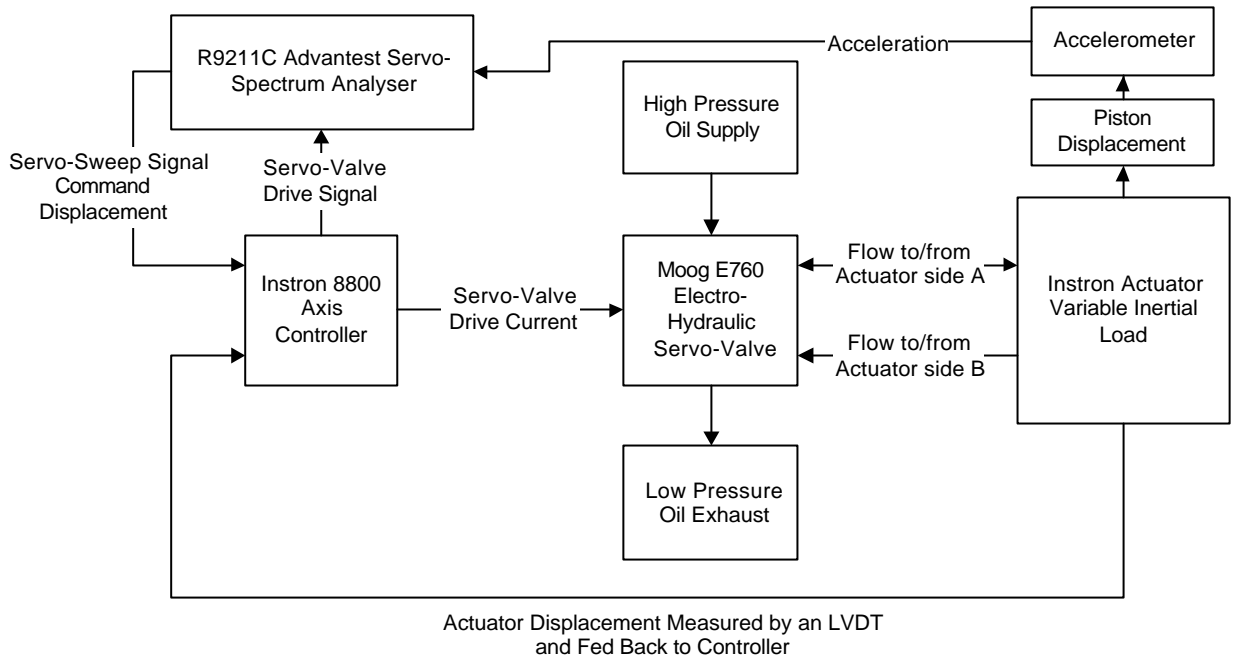 R9211C Advantest Servo-
Spectrum Analyser
Acceleration
Accelerometer
High Pressure
Oil Supply
Piston
Displacement
Servo-Sweep Signal
Command
Displacement
Servo-Valve
Drive Signal
Instron 8800
Axis
Controller
Servo-Valve
Drive Current
Moog E760
Electro-
Hydraulic
Servo-Valve
Flow to/from
Actuator side A
Flow to/from
Actuator side B
Instron Actuator
Variable Inertial
Load
Low Pressure
Oil Exhaust
Actuator Displacement Measured by an LVDT
and Fed Back to Controller